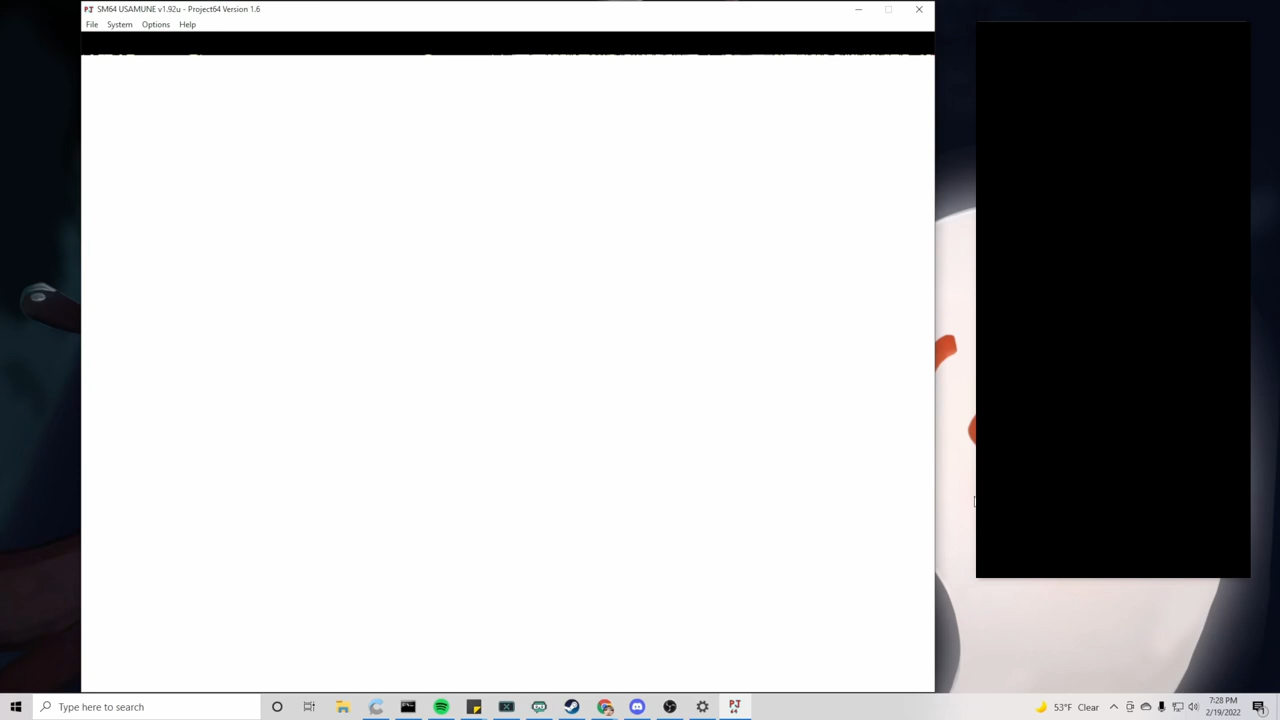 SM64 USAMUNE v1.92u - Project64 Version 1.6
File System Options Help
Type here to search
53°F Clear
7:28 PM
2/19/2022